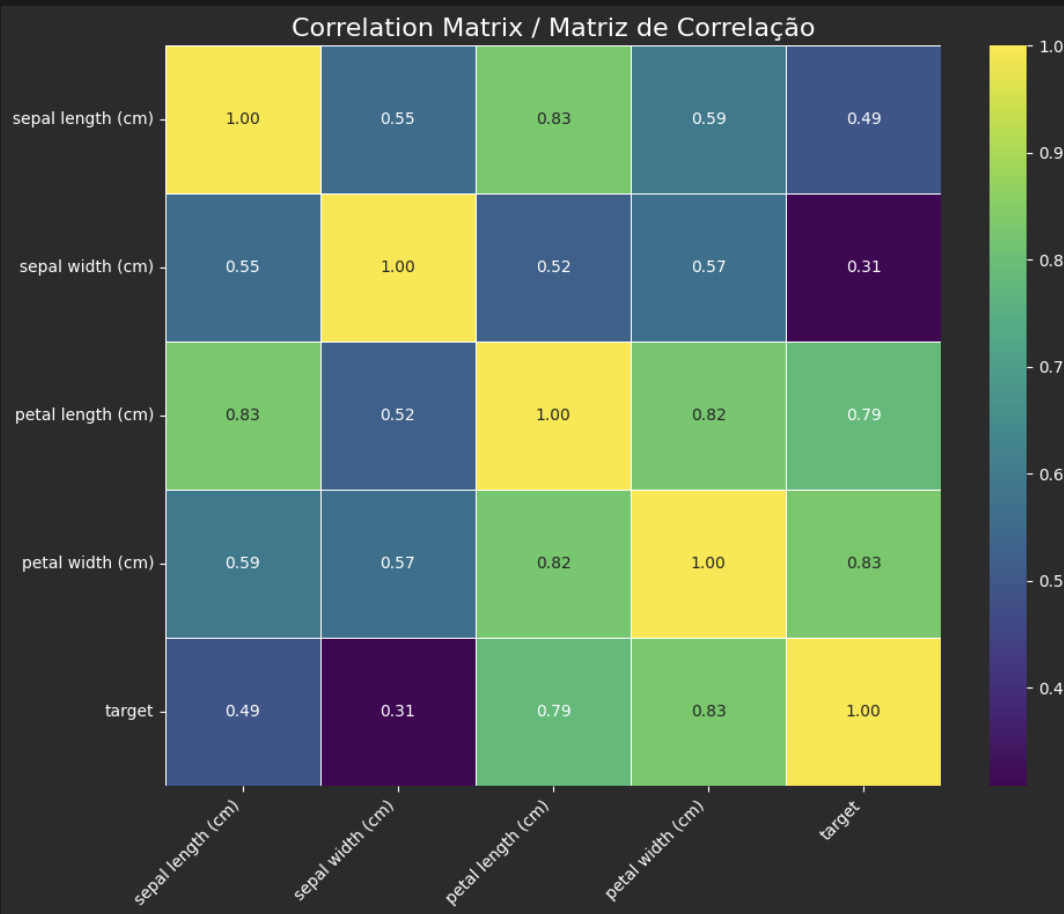 Correlation Matrix / Matriz de Correlação
sepal length (cm) 1.00 0.55 0.83 0.59 0.49
sepal width (cm) 0.55 1.00 0.52 0.57 0.31
petal length (cm) 0.83 0.52 1.00 0.82 0.79
petal width (cm) 0.59 0.57 0.82 1.00 0.83
target 0.49 0.31 0.79 0.83 1.00
sepal length (cm)
sepal width (cm)
petal length (cm)
petal width (cm)
target
1.0
0.9
0.8
0.7
0.6
0.5
0.4